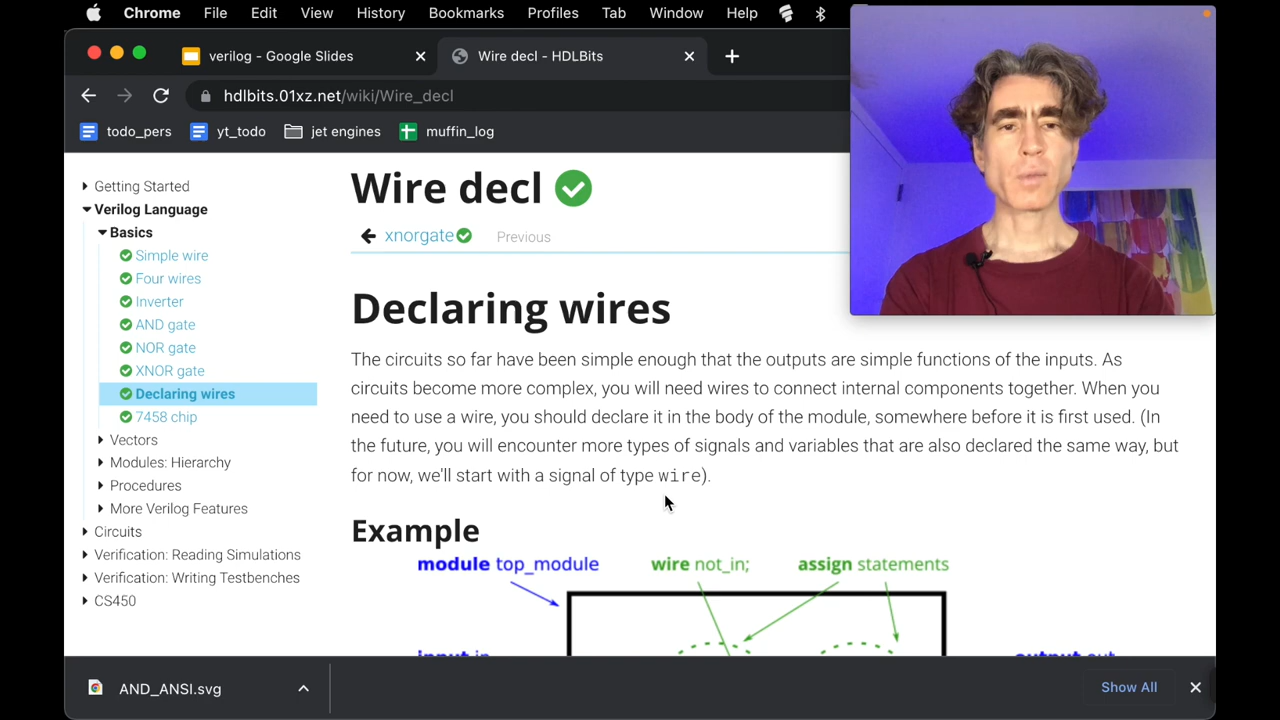 Chrome File Edit View History Bookmarks Profiles Tab Window Help
verilog - Google Slides
Wire decl - HDLBits
hdlbits.01xz.net/wiki/Wire_decl
todo_pers yt_todo jet engines muffin_log
Getting Started
Verilog Language
Basics
Simple wire
Four wires
Inverter
AND gate
NOR gate
XNOR gate
Declaring wires
7458 chip
Vectors
Modules: Hierarchy
Procedures
More Verilog Features
Circuits
Verification: Reading Simulations
Verification: Writing Testbenches
CS450
Wire decl
xnorgate Previous
Declaring wires
The circuits so far have been simple enough that the outputs are simple functions of the inputs. As
circuits become more complex, you will need wires to connect internal components together. When you
need to use a wire, you should declare it in the body of the module, somewhere before it is first used. (In
the future, you will encounter more types of signals and variables that are also declared the same way, but
for now, we'll start with a signal of type wire).
Example
module top_module wire not_in; assign statements
input in output out
AND_ANSI.svg
Show All